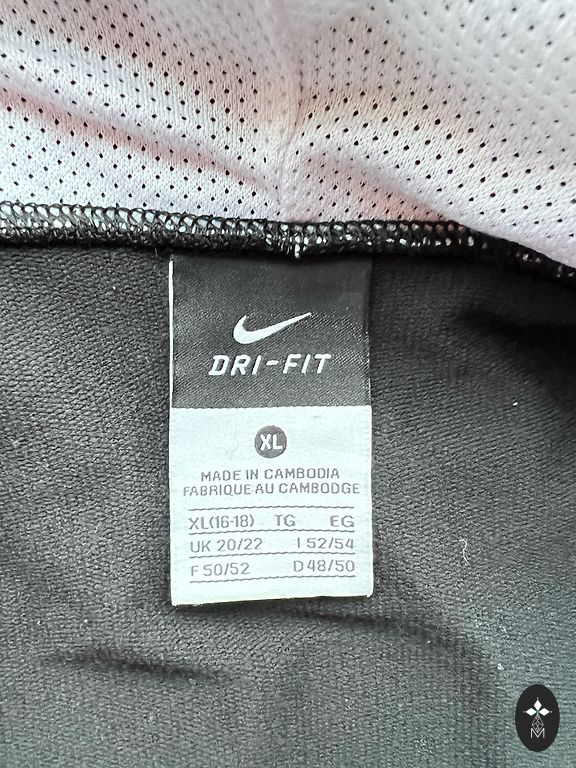 DRI-FIT
XL
MADE IN CAMBODIA
FABRIQUE AU CAMBODGE
XL(16-18) TG EG
UK 20/22 I 52/54
F 50/52 D 48/50
M